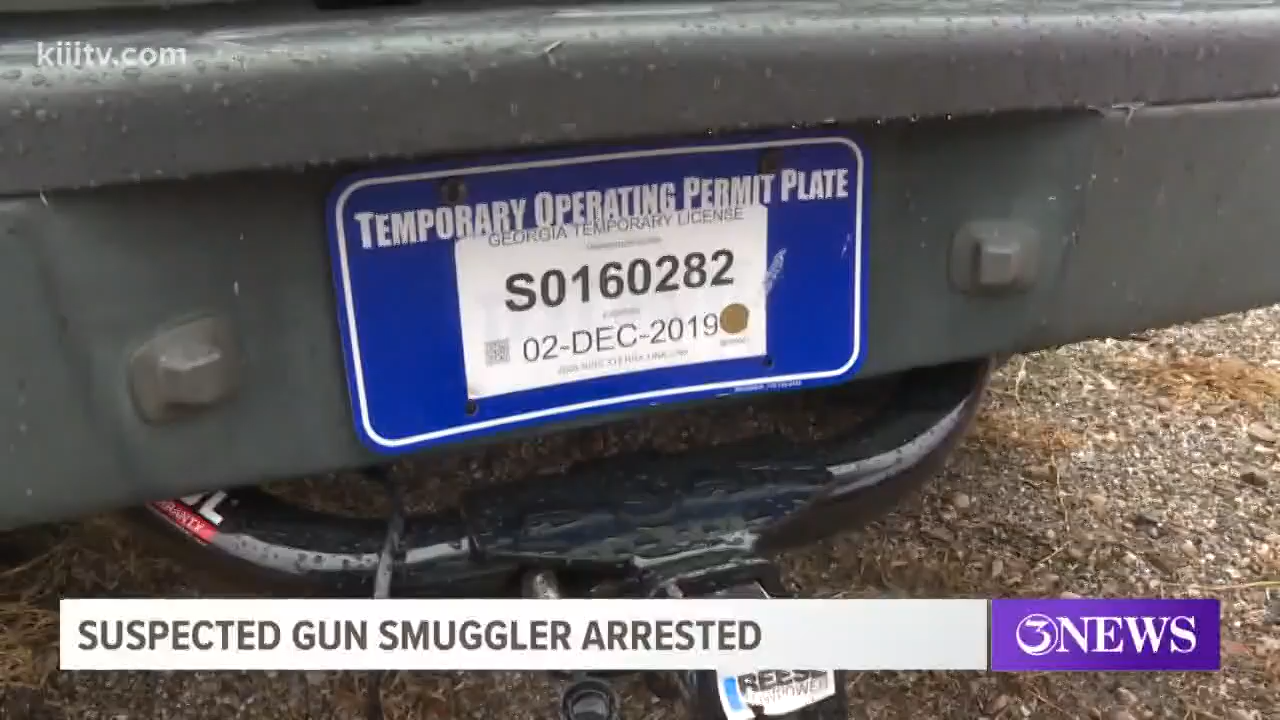 kiiitv.com
TEMPORARY OPERATING PERMIT PLATE
GEORGIA TEMPORARY LICENSE
S0160282
02-DEC-2019
SUSPECTED GUN SMUGGLER ARRESTED
3NEWS
REESE